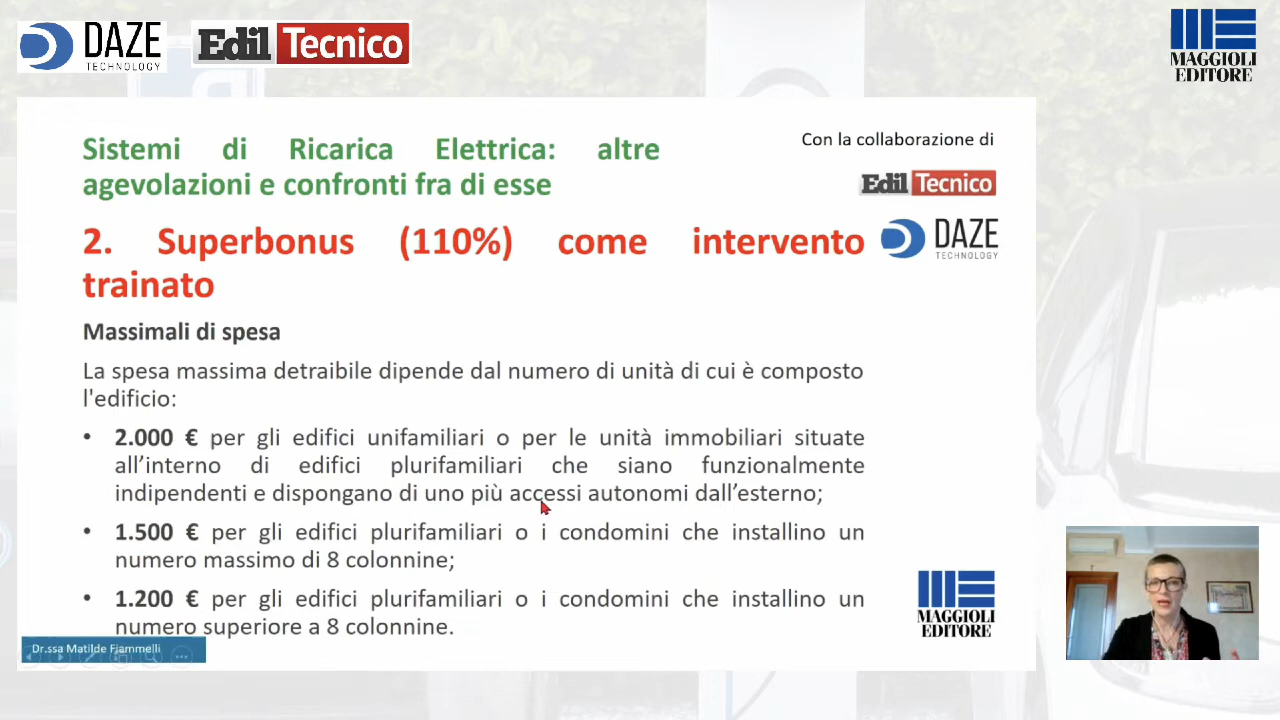 DAZE
TECHNOLOGY
Edil Tecnico
MAGGIOLI
EDITORE
Sistemi di Ricarica Elettrica: altre
agevolazioni e confronti fra di esse
Con la collaborazione di
Edil Tecnico
DAZE
TECHNOLOGY
2. Superbonus (110%) come intervento
trainato
Massimali di spesa
La spesa massima detraibile dipende dal numero di unità di cui è composto
l'edificio:
• 2.000 € per gli edifici unifamiliari o per le unità immobiliari situate
all’interno di edifici plurifamiliari che siano funzionalmente
indipendenti e dispongano di uno più accessi autonomi dall’esterno;
• 1.500 € per gli edifici plurifamiliari o i condomini che installino un
numero massimo di 8 colonnine;
• 1.200 € per gli edifici plurifamiliari o i condomini che installino un
numero superiore a 8 colonnine.
MAGGIOLI
EDITORE
Dr.ssa Matilde Fiammelli